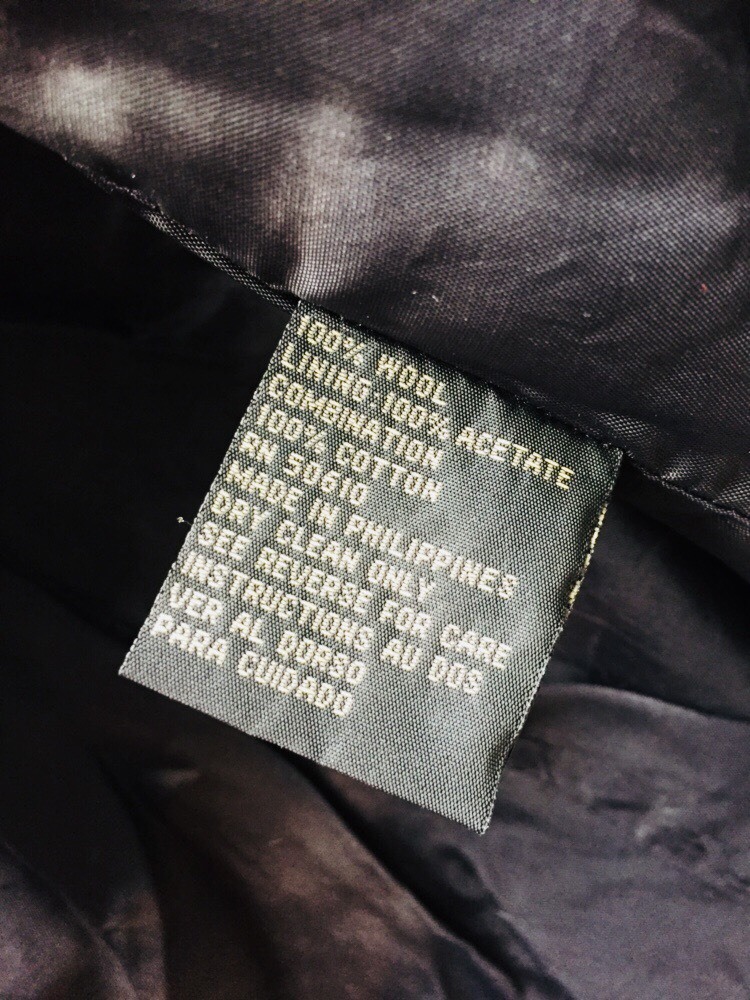 100% WOOL
LINING:100% ACETATE
COMBINATION
100% COTTON
RN 50610
MADE IN PHILIPPINES
DRY CLEAN ONLY
SEE REVERSE FOR CARE
INSTRUCTIONS AU DOS
VER AL DORSO
PARA CUIDADO